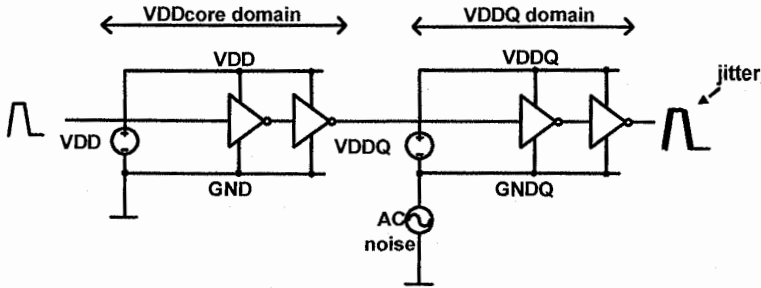 VDDcore domain
VDDQ domain
VDD
VDDQ
jitter
VDD
VDDQ
GND
GNDQ
AC
noise